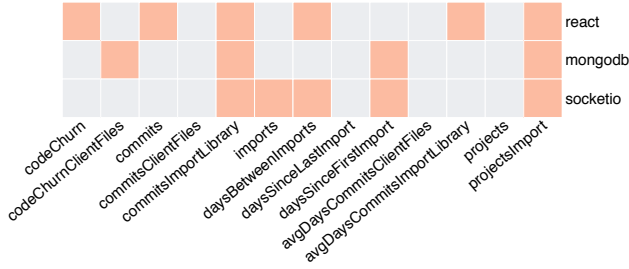 react
mongodb
socketio
codeChurn
codeChurnClientFiles
commits
commitsClientFiles
commitsImportLibrary
imports
daysBetweenImports
daysSinceLastImport
daysSinceFirstImport
avgDaysCommitsClientFiles
avgDaysCommitsImportLibrary
projects
projectsImport